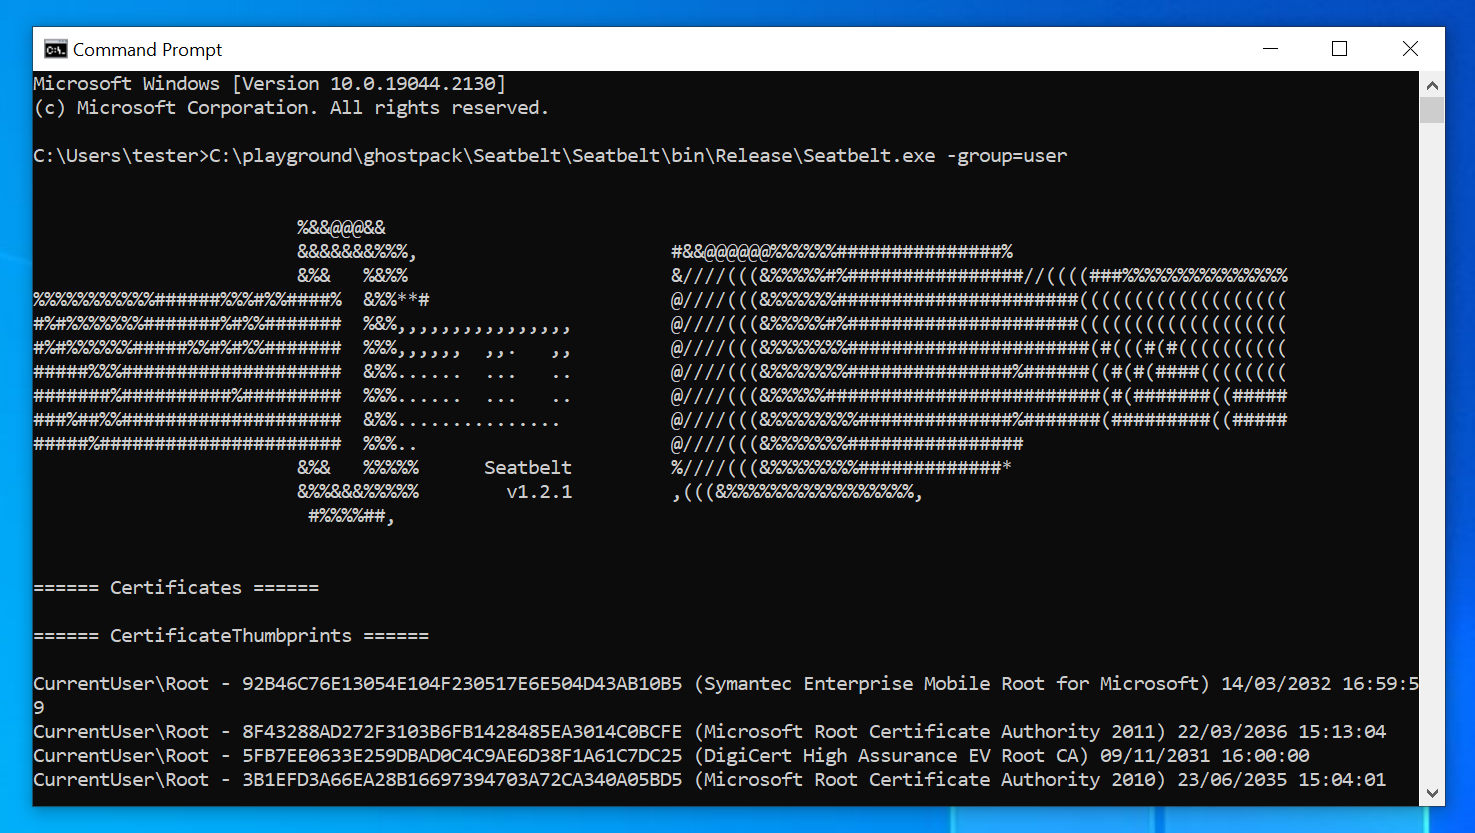 Command Prompt
Microsoft Windows [Version 10.0.19044.2130]
(c) Microsoft Corporation. All rights reserved.
C:\Users\tester>C:\playground\ghostpack\Seatbelt\Seatbelt\bin\Release\Seatbelt.exe -group=user
                        %&&@@@&&
                        &&&&&&&%%%,                       #&&@@@@@@%%%%%%###############%
                        &%&   %&%%                        &////(((&%%%%%#%################//((((###%%%%%%%%%%%%%%%
%%%%%%%%%%%######%%%#%%####%  &%%**#                      @////(((&%%%%%%######################(((((((((((((((((((
#%#%%%%%%%#######%#%%#######  %&%,,,,,,,,,,,,,,,,         @////(((&%%%%%#%#####################(((((((((((((((((((
#%#%%%%%%#####%%#%#%%#######  %%%,,,,,,  ,,.   ,,         @////(((&%%%%%%%######################(#(((#(#((((((((((
#####%%%####################  &%%......  ...   ..         @////(((&%%%%%%%###############%######((#(#(####((((((((
#######%##########%#########  %%%......  ...   ..         @////(((&%%%%%#########################(#(#######((#####
###%##%%####################  &%%...............          @////(((&%%%%%%%%##############%#######(#########((#####
#####%######################  %%%..                       @////(((&%%%%%%%################
                        &%&   %%%%%      Seatbelt         %////(((&%%%%%%%%#############*
                        &%%&&&%%%%%        v1.2.1         ,(((&%%%%%%%%%%%%%%%%%,
                         #%%%%##,
====== Certificates ======
====== CertificateThumbprints ======
CurrentUser\Root - 92B46C76E13054E104F230517E6E504D43AB10B5 (Symantec Enterprise Mobile Root for Microsoft) 14/03/2032 16:59:5
9
CurrentUser\Root - 8F43288AD272F3103B6FB1428485EA3014C0BCFE (Microsoft Root Certificate Authority 2011) 22/03/2036 15:13:04
CurrentUser\Root - 5FB7EE0633E259DBAD0C4C9AE6D38F1A61C7DC25 (DigiCert High Assurance EV Root CA) 09/11/2031 16:00:00
CurrentUser\Root - 3B1EFD3A66EA28B16697394703A72CA340A05BD5 (Microsoft Root Certificate Authority 2010) 23/06/2035 15:04:01